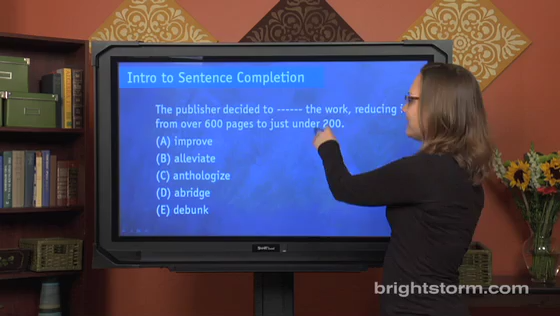 Intro to Sentence Completion
The publisher decided to ------ the work, reducing
from over 600 pages to just under 200.
(A) improve
(B) alleviate
(C) anthologize
(D) abridge
(E) debunk
brightstorm.com